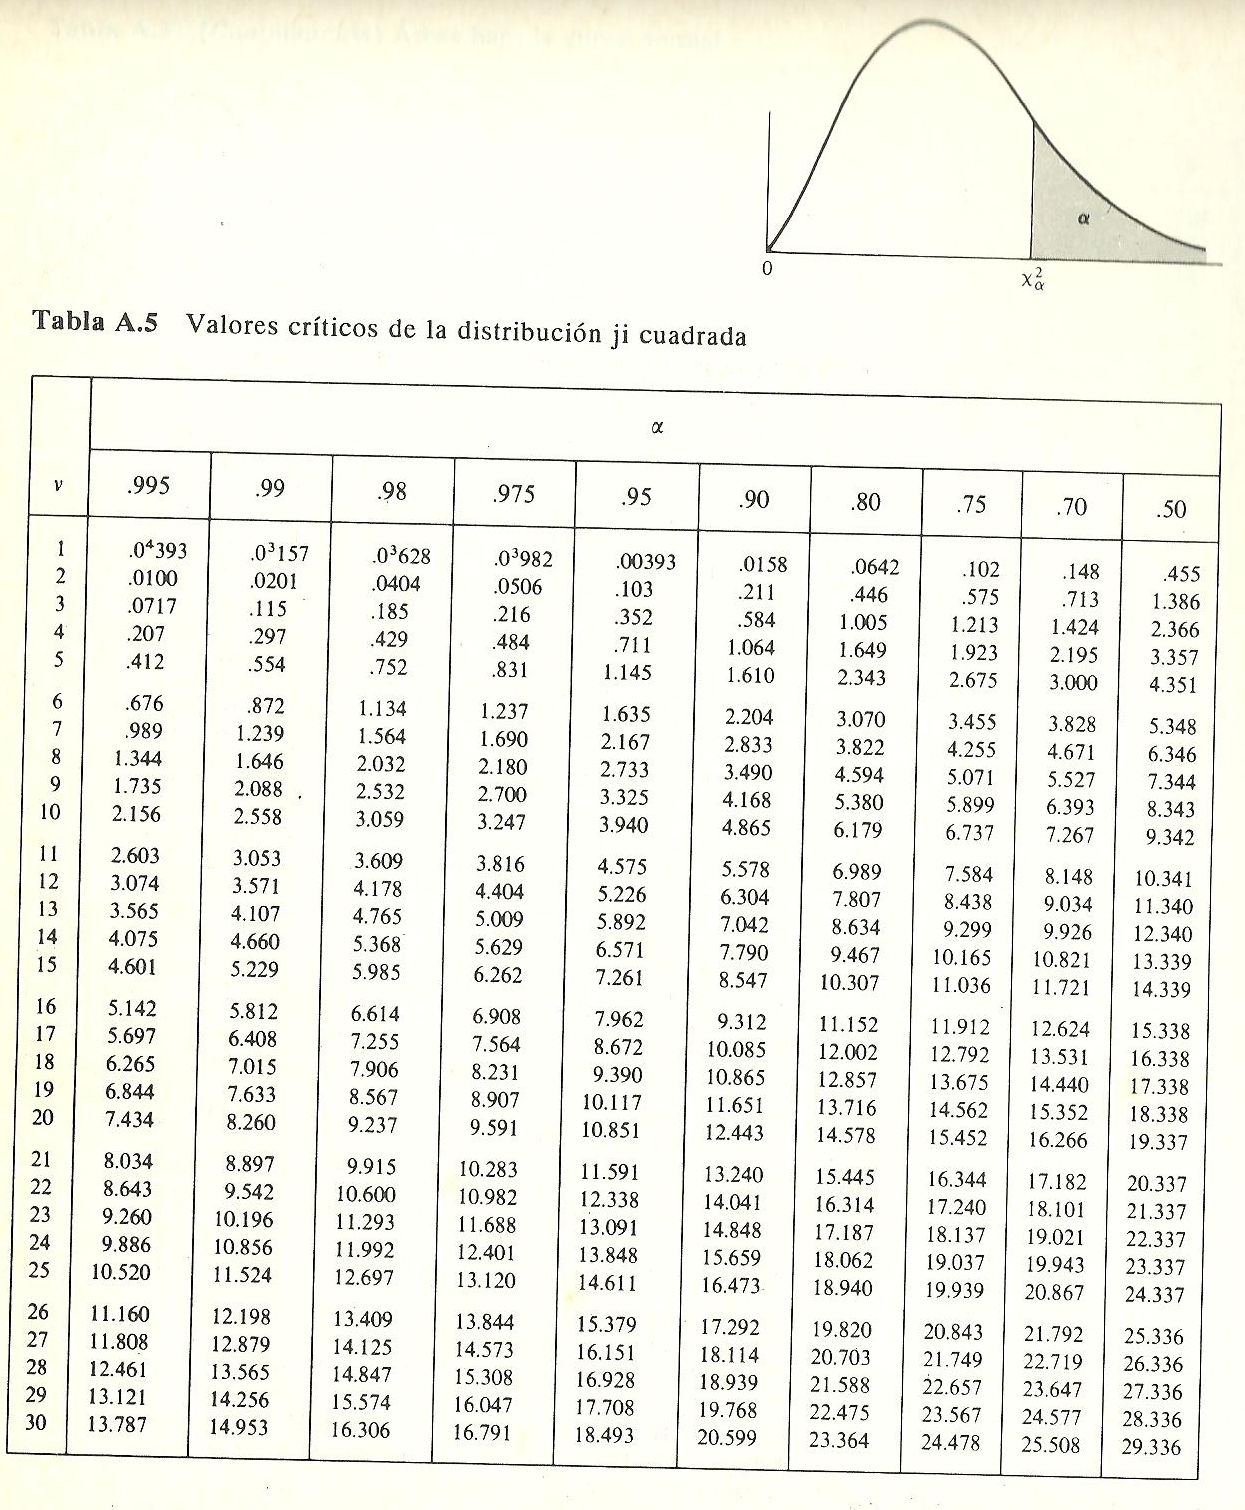 α
0
χ²α
Tabla A.5 Valores críticos de la distribución ji cuadrada
α
ν .995 .99 .98 .975 .95 .90 .80 .75 .70 .50
1 .0⁴393 .0³157 .0³628 .0³982 .00393 .0158 .0642 .102 .148 .455
2 .0100 .0201 .0404 .0506 .103 .211 .446 .575 .713 1.386
3 .0717 .115 .185 .216 .352 .584 1.005 1.213 1.424 2.366
4 .207 .297 .429 .484 .711 1.064 1.649 1.923 2.195 3.357
5 .412 .554 .752 .831 1.145 1.610 2.343 2.675 3.000 4.351
6 .676 .872 1.134 1.237 1.635 2.204 3.070 3.455 3.828 5.348
7 .989 1.239 1.564 1.690 2.167 2.833 3.822 4.255 4.671 6.346
8 1.344 1.646 2.032 2.180 2.733 3.490 4.594 5.071 5.527 7.344
9 1.735 2.088 2.532 2.700 3.325 4.168 5.380 5.899 6.393 8.343
10 2.156 2.558 3.059 3.247 3.940 4.865 6.179 6.737 7.267 9.342
11 2.603 3.053 3.609 3.816 4.575 5.578 6.989 7.584 8.148 10.341
12 3.074 3.571 4.178 4.404 5.226 6.304 7.807 8.438 9.034 11.340
13 3.565 4.107 4.765 5.009 5.892 7.042 8.634 9.299 9.926 12.340
14 4.075 4.660 5.368 5.629 6.571 7.790 9.467 10.165 10.821 13.339
15 4.601 5.229 5.985 6.262 7.261 8.547 10.307 11.036 11.721 14.339
16 5.142 5.812 6.614 6.908 7.962 9.312 11.152 11.912 12.624 15.338
17 5.697 6.408 7.255 7.564 8.672 10.085 12.002 12.792 13.531 16.338
18 6.265 7.015 7.906 8.231 9.390 10.865 12.857 13.675 14.440 17.338
19 6.844 7.633 8.567 8.907 10.117 11.651 13.716 14.562 15.352 18.338
20 7.434 8.260 9.237 9.591 10.851 12.443 14.578 15.452 16.266 19.337
21 8.034 8.897 9.915 10.283 11.591 13.240 15.445 16.344 17.182 20.337
22 8.643 9.542 10.600 10.982 12.338 14.041 16.314 17.240 18.101 21.337
23 9.260 10.196 11.293 11.688 13.091 14.848 17.187 18.137 19.021 22.337
24 9.886 10.856 11.992 12.401 13.848 15.659 18.062 19.037 19.943 23.337
25 10.520 11.524 12.697 13.120 14.611 16.473 18.940 19.939 20.867 24.337
26 11.160 12.198 13.409 13.844 15.379 17.292 19.820 20.843 21.792 25.336
27 11.808 12.879 14.125 14.573 16.151 18.114 20.703 21.749 22.719 26.336
28 12.461 13.565 14.847 15.308 16.928 18.939 21.588 22.657 23.647 27.336
29 13.121 14.256 15.574 16.047 17.708 19.768 22.475 23.567 24.577 28.336
30 13.787 14.953 16.306 16.791 18.493 20.599 23.364 24.478 25.508 29.336